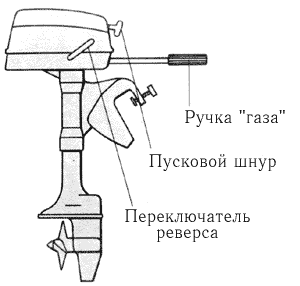 Ручка "газа"
Пусковой шнур
Переключатель
реверса